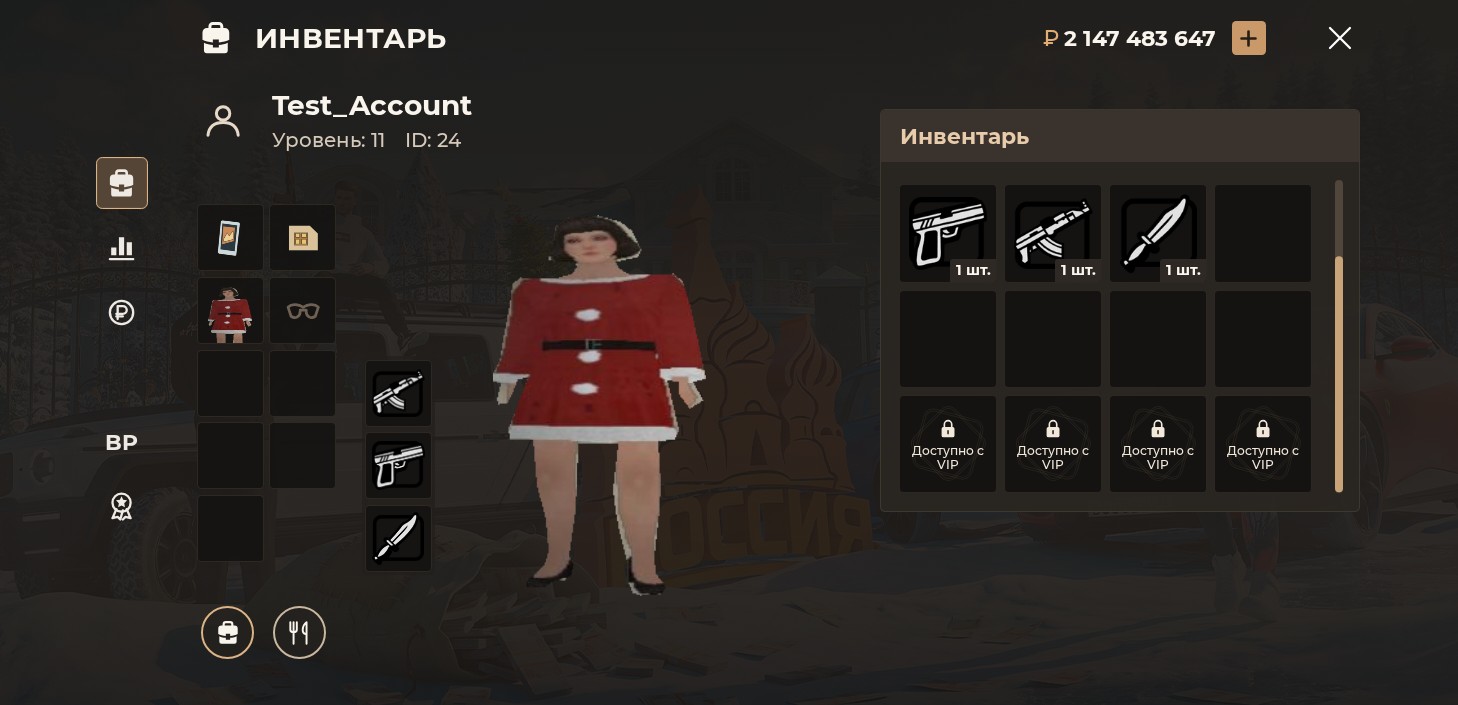 ИНВЕНТАРЬ
₽ 2 147 483 647
Test_Account
Уровень: 11 ID: 24
Инвентарь
1 шт.
1 шт.
1 шт.
BP
Доступно с
VIP
Доступно с
VIP
Доступно с
VIP
Доступно с
VIP
РОССИЯ